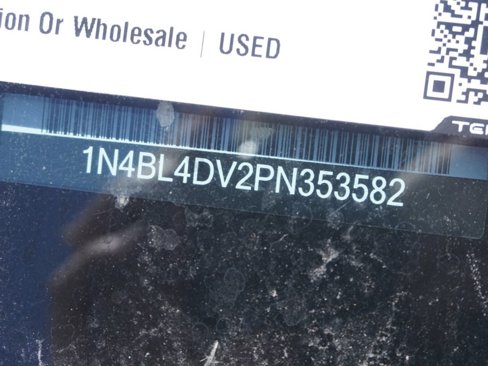 ion Or Wholesale | USED
1N4BL4DV2PN353582